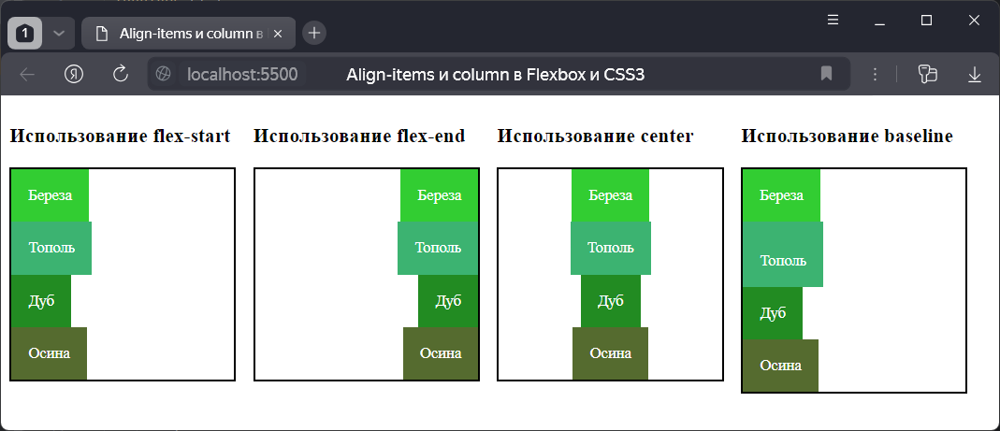 1
Align-items и column в
Я
localhost:5500
Align-items и column в Flexbox и CSS3
Использование flex-start
Использование flex-end
Использование center
Использование baseline
Береза
Тополь
Дуб
Осина
Береза
Тополь
Дуб
Осина
Береза
Тополь
Дуб
Осина
Береза
Тополь
Дуб
Осина